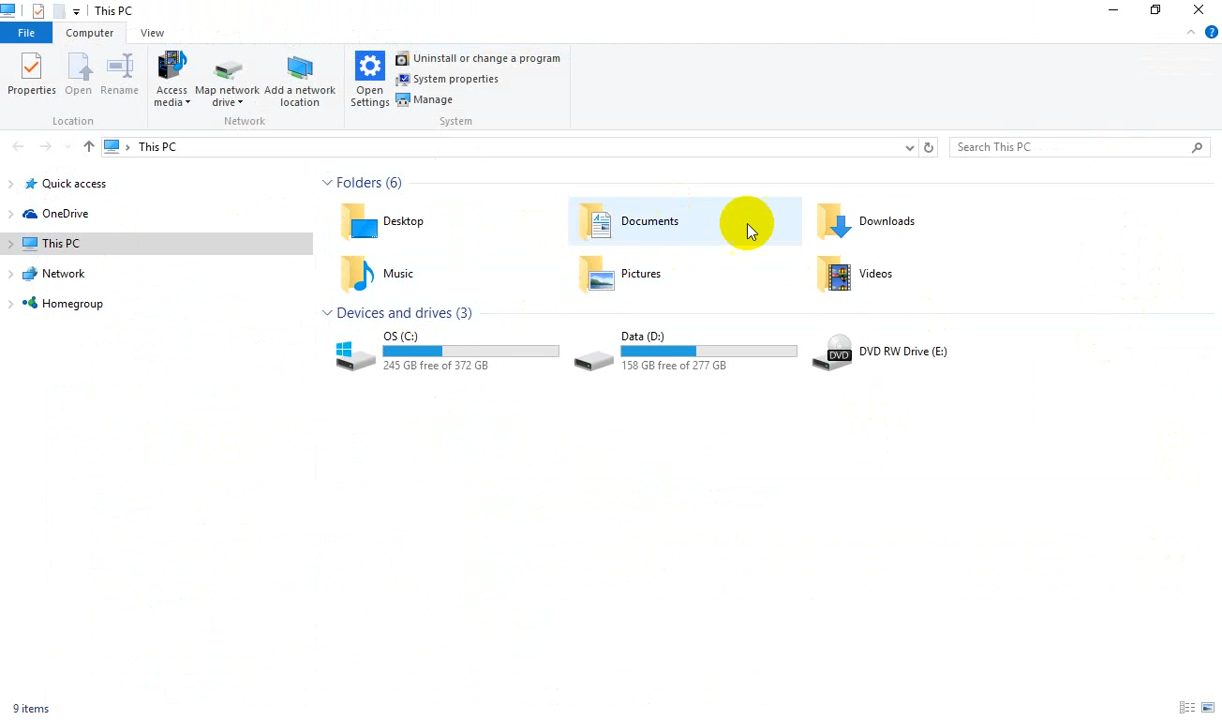 This PC
File Computer View
Uninstall or change a program
System properties
Manage
Properties Open Rename
Access media
Map network drive
Add a network location
Open Settings
Location Network System
This PC
Search This PC
Quick access
OneDrive
This PC
Network
Homegroup
Folders (6)
Desktop Documents Downloads
Music Pictures Videos
Devices and drives (3)
OS (C:)
245 GB free of 372 GB
Data (D:)
158 GB free of 277 GB
DVD
DVD RW Drive (E:)
9 items